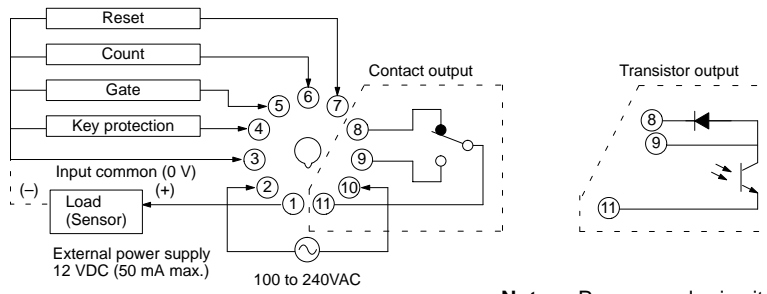 Reset
Count
Gate
Key protection
Input common (0 V)
(–)
(+)
Load
(Sensor)
External power supply
12 VDC (50 mA max.)
100 to 240VAC
Contact output
1
2
3
4
5
6
7
8
9
10
11
Transistor output
8
9
11